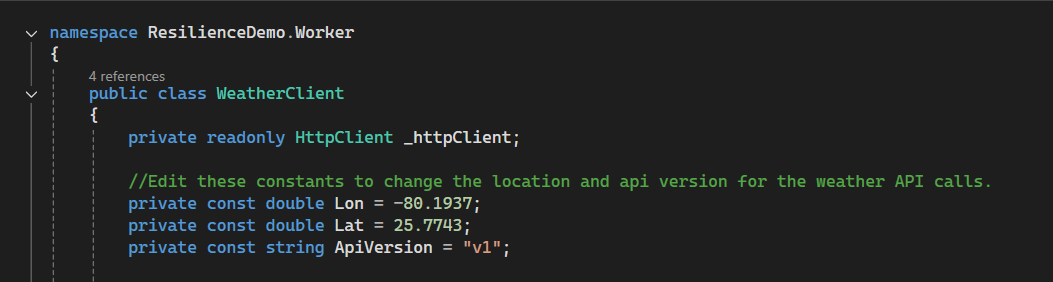 namespace ResilienceDemo.Worker
{
4 references
public class WeatherClient
{
private readonly HttpClient _httpClient;
//Edit these constants to change the location and api version for the weather API calls.
private const double Lon = -80.1937;
private const double Lat = 25.7743;
private const string ApiVersion = "v1";